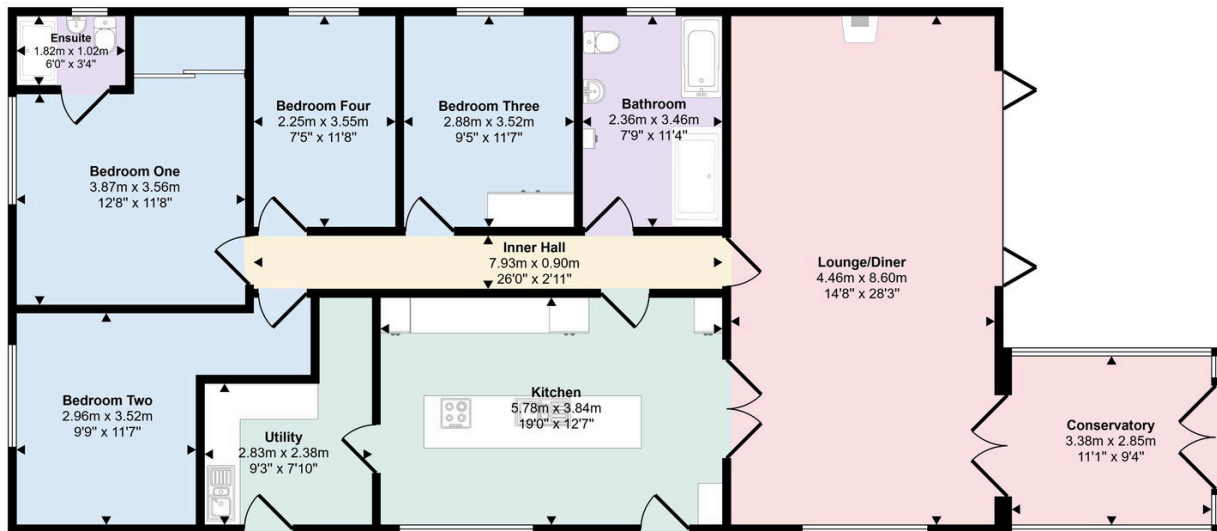 Ensuite
1.82m x 1.02m
6'0" x 3'4"
Bedroom One
3.87m x 3.56m
12'8" x 11'8"
Bedroom Four
2.25m x 3.55m
7'5" x 11'8"
Bedroom Three
2.88m x 3.52m
9'5" x 11'7"
Bathroom
2.36m x 3.46m
7'9" x 11'4"
Inner Hall
7.93m x 0.90m
26'0" x 2'11"
Lounge/Diner
4.46m x 8.60m
14'8" x 28'3"
Bedroom Two
2.96m x 3.52m
9'9" x 11'7"
Utility
2.83m x 2.38m
9'3" x 7'10"
Kitchen
5.78m x 3.84m
19'0" x 12'7"
Conservatory
3.38m x 2.85m
11'1" x 9'4"